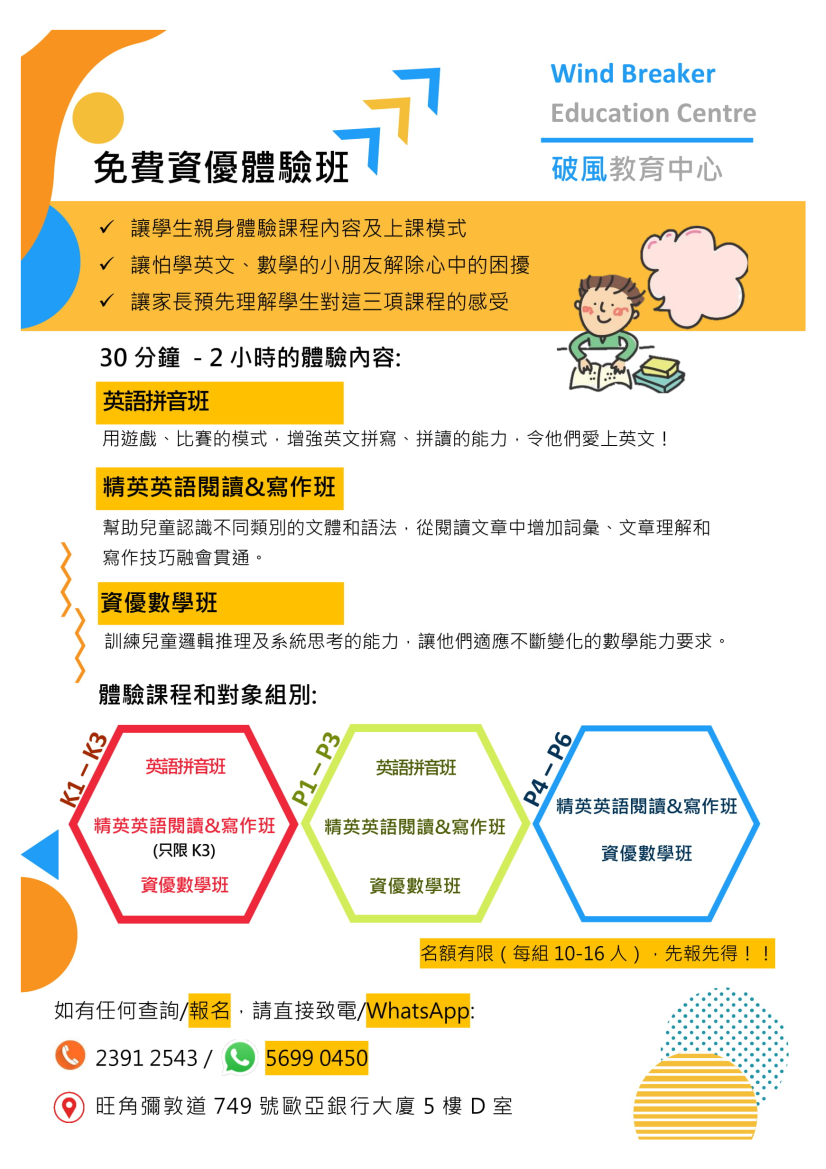 Wind Breaker
Education Centre
破風教育中心
免費資優體驗班
✓ 讓學生親身體驗課程內容及上課模式
✓ 讓怕學英文、數學的小朋友解除心中的困擾
✓ 讓家長預先理解學生對這三項課程的感受
30 分鐘 - 2 小時的體驗內容:
英語拼音班
用遊戲、比賽的模式，增強英文拼寫、拼讀的能力，令他們愛上英文！
精英英語閱讀&寫作班
幫助兒童認識不同類別的文體和語法，從閱讀文章中增加詞彙、文章理解和
寫作技巧融會貫通。
資優數學班
訓練兒童邏輯推理及系統思考的能力，讓他們適應不斷變化的數學能力要求。
體驗課程和對象組別:
K1 – K3
英語拼音班
精英英語閱讀&寫作班
(只限 K3)
資優數學班
P1 – P3
英語拼音班
精英英語閱讀&寫作班
資優數學班
P4 – P6
精英英語閱讀&寫作班
資優數學班
名額有限（每組 10-16 人），先報先得！！
如有任何查詢/報名，請直接致電/WhatsApp:
2391 2543 / 5699 0450
旺角彌敦道 749 號歐亞銀行大廈 5 樓 D 室